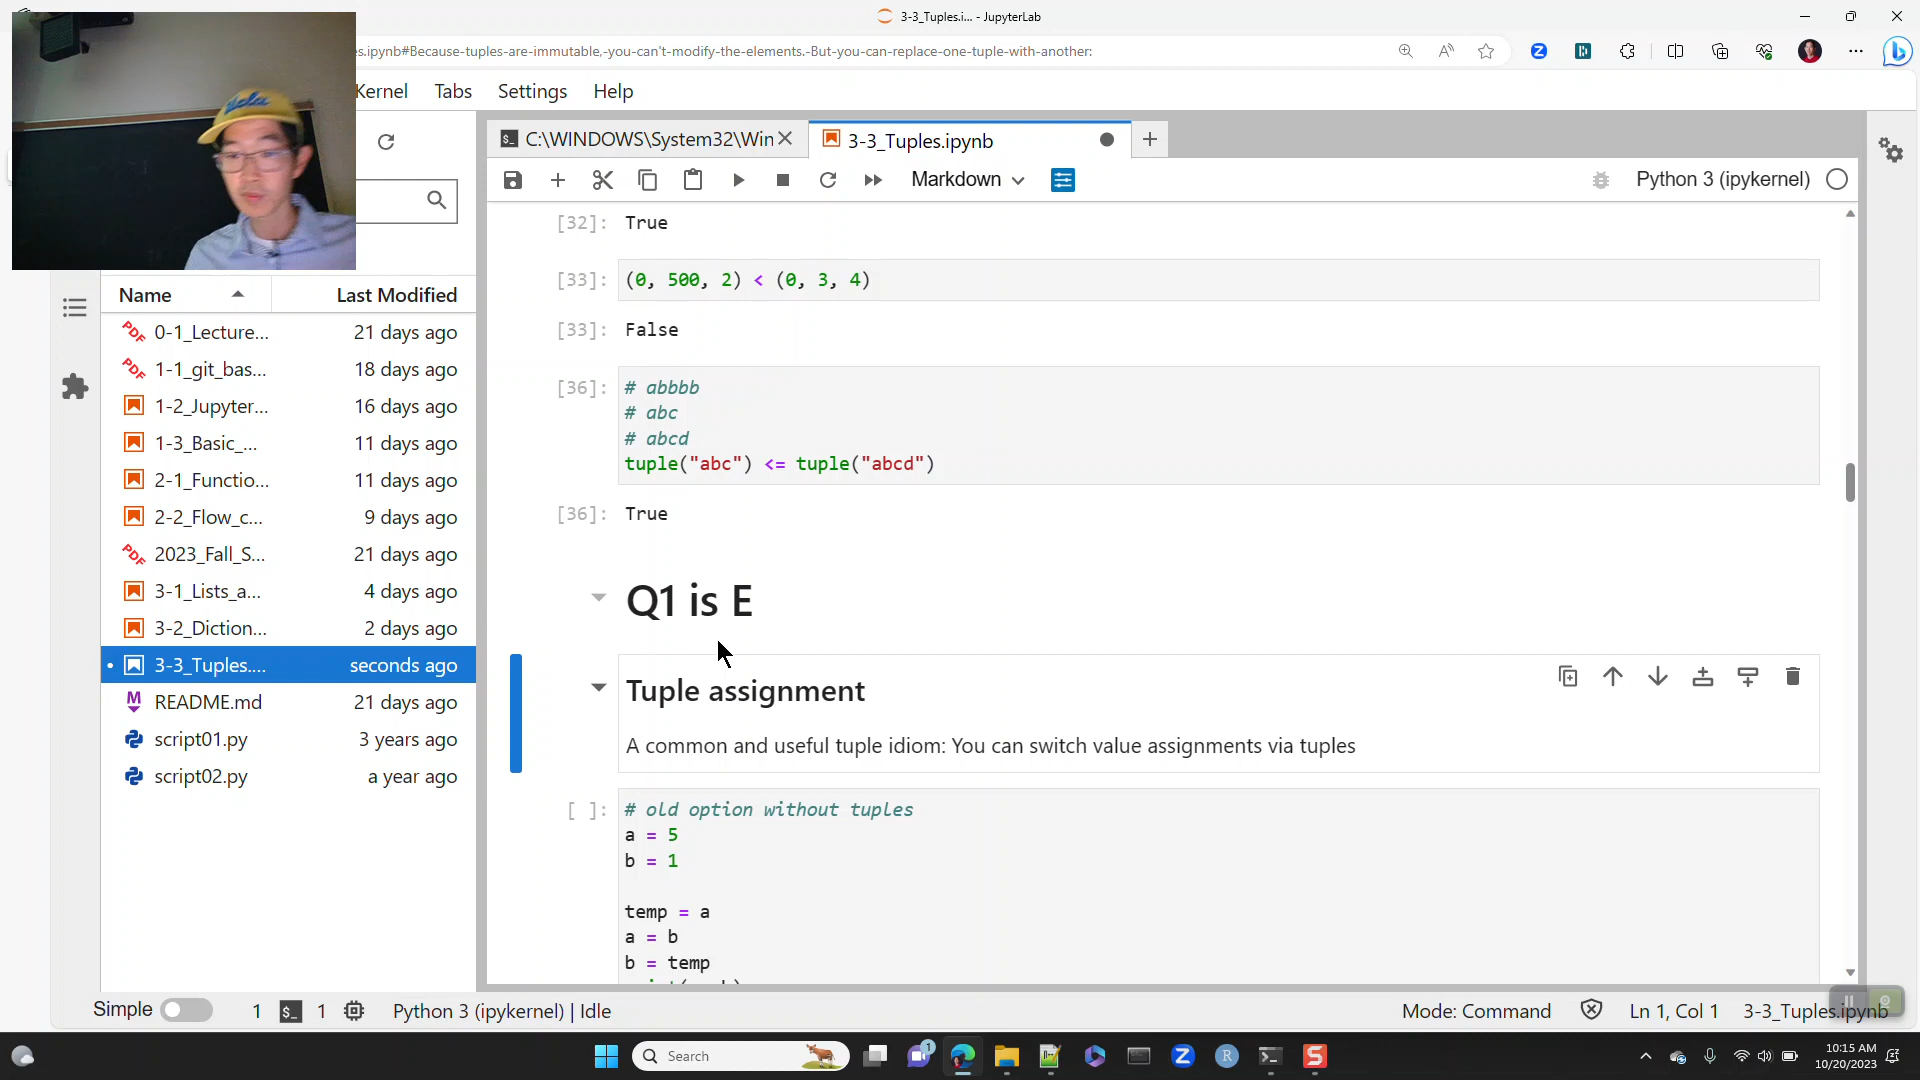 3-3_Tuples.i... - JupyterLab
s.ipynb#Because-tuples-are-immutable,-you-can't-modify-the-elements.-But-you-can-replace-one-tuple-with-another:
Kernel Tabs Settings Help
C:\WINDOWS\System32\Win
3-3_Tuples.ipynb
Markdown
Python 3 (ipykernel)
Name Last Modified
0-1_Lecture... 21 days ago
1-1_git_bas... 18 days ago
1-2_Jupyter... 16 days ago
1-3_Basic_... 11 days ago
2-1_Functio... 11 days ago
2-2_Flow_c... 9 days ago
2023_Fall_S... 21 days ago
3-1_Lists_a... 4 days ago
3-2_Diction... 2 days ago
3-3_Tuples.... seconds ago
README.md 21 days ago
script01.py 3 years ago
script02.py a year ago
[32]: True
[33]: (0, 500, 2) < (0, 3, 4)
[33]: False
[36]: # abbbb
# abc
# abcd
tuple("abc") <= tuple("abcd")
[36]: True
Q1 is E
Tuple assignment
A common and useful tuple idiom: You can switch value assignments via tuples
[ ]: # old option without tuples
a = 5
b = 1
temp = a
a = b
b = temp
Simple 1 1 Python 3 (ipykernel) | Idle
Mode: Command Ln 1, Col 1 3-3_Tuples.ipynb
Search
10:15 AM
10/20/2023